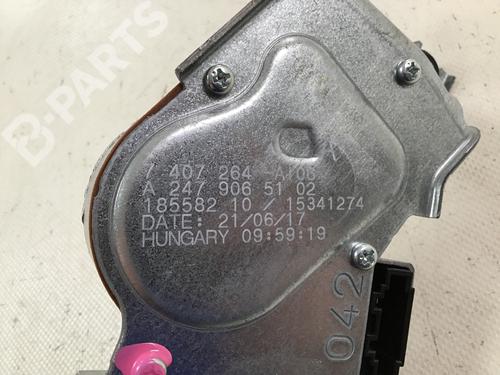 B-PARTS
7 407 264 -A106
A 247 906 51 02
185582 10 / 15341274
DATE: 21/06/17
HUNGARY 09:59:19
042